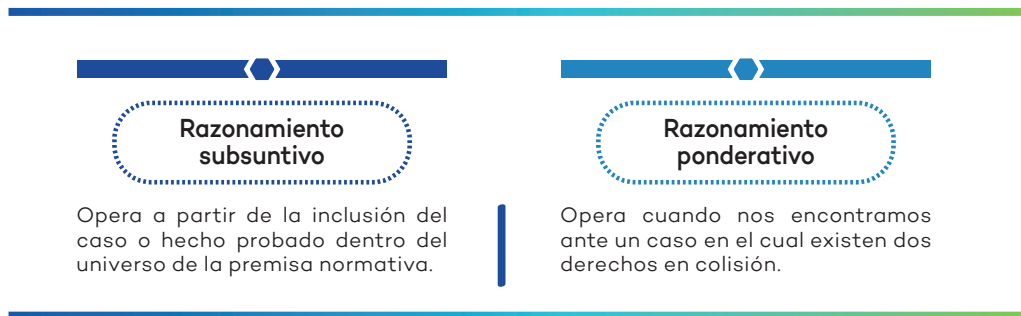 Razonamiento
subsuntivo
Opera a partir de la inclusión del
caso o hecho probado dentro del
universo de la premisa normativa.
Razonamiento
ponderativo
Opera cuando nos encontramos
ante un caso en el cual existen dos
derechos en colisión.